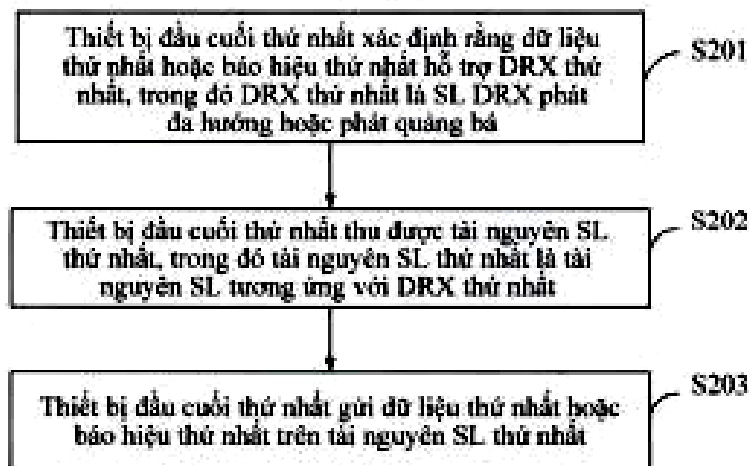 Thiết bị đầu cuối thứ nhất xác định rằng dữ liệu
thứ nhất hoặc báo hiệu thứ nhất hỗ trợ DRX thứ
nhất, trong đó DRX thứ nhất là SL DRX phát
đa hướng hoặc phát quảng bá
S201
Thiết bị đầu cuối thứ nhất thu được tài nguyên SL
thứ nhất, trong đó tài nguyên SL thứ nhất là tài
nguyên SL tương ứng với DRX thứ nhất
S202
Thiết bị đầu cuối thứ nhất gửi dữ liệu thứ nhất hoặc
báo hiệu thứ nhất trên tài nguyên SL thứ nhất
S203